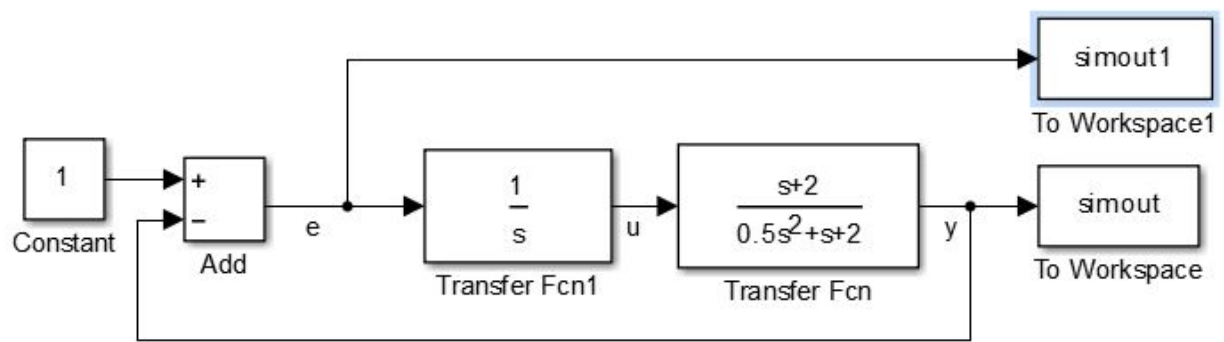 simout1
To Workspace1
1
+
−
Constant
Add
e
1
s
Transfer Fcn1
u
s+2
0.5s²+s+2
Transfer Fcn
y
simout
To Workspace